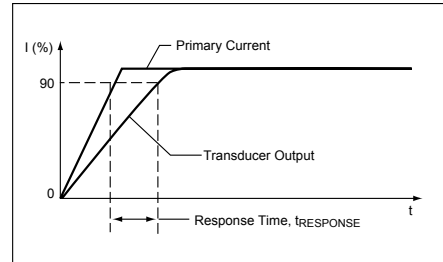 I (%)
Primary Current
90
Transducer Output
0
t
Response Time, tRESPONSE